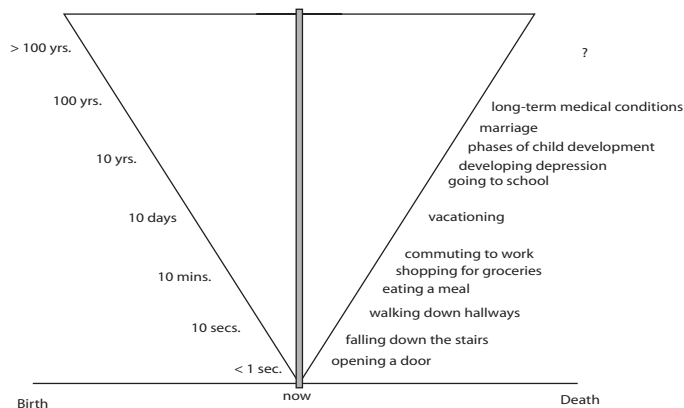 > 100 yrs.
?
100 yrs.
long-term medical conditions
marriage
phases of child development
10 yrs.
developing depression
going to school
10 days
vacationing
commuting to work
shopping for groceries
10 mins.
eating a meal
walking down hallways
10 secs.
falling down the stairs
opening a door
< 1 sec.
Birth
now
Death